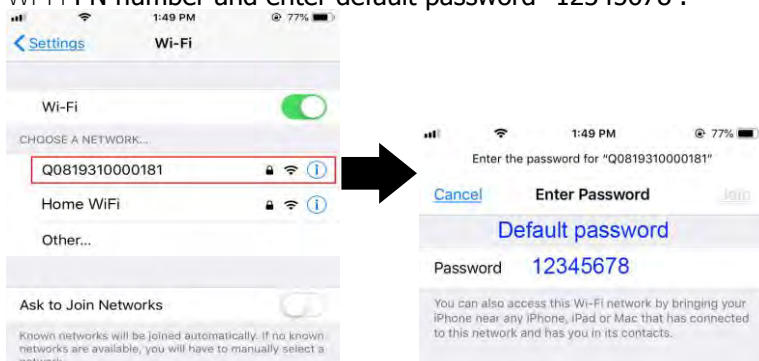 Wi-Fi PN number and enter default password "12345678".
1:49 PM 77%
Settings Wi-Fi
Wi-Fi
CHOOSE A NETWORK...
Q0819310000181
Home WiFi
Other...
Ask to Join Networks
Known networks will be joined automatically. If no known
networks are available, you will have to manually select a
network.
1:49 PM 77%
Enter the password for "Q0819310000181"
Cancel Enter Password Join
Default password
Password 12345678
You can also access this Wi-Fi network by bringing your
iPhone near any iPhone, iPad or Mac that has connected
to this network and has you in its contacts.